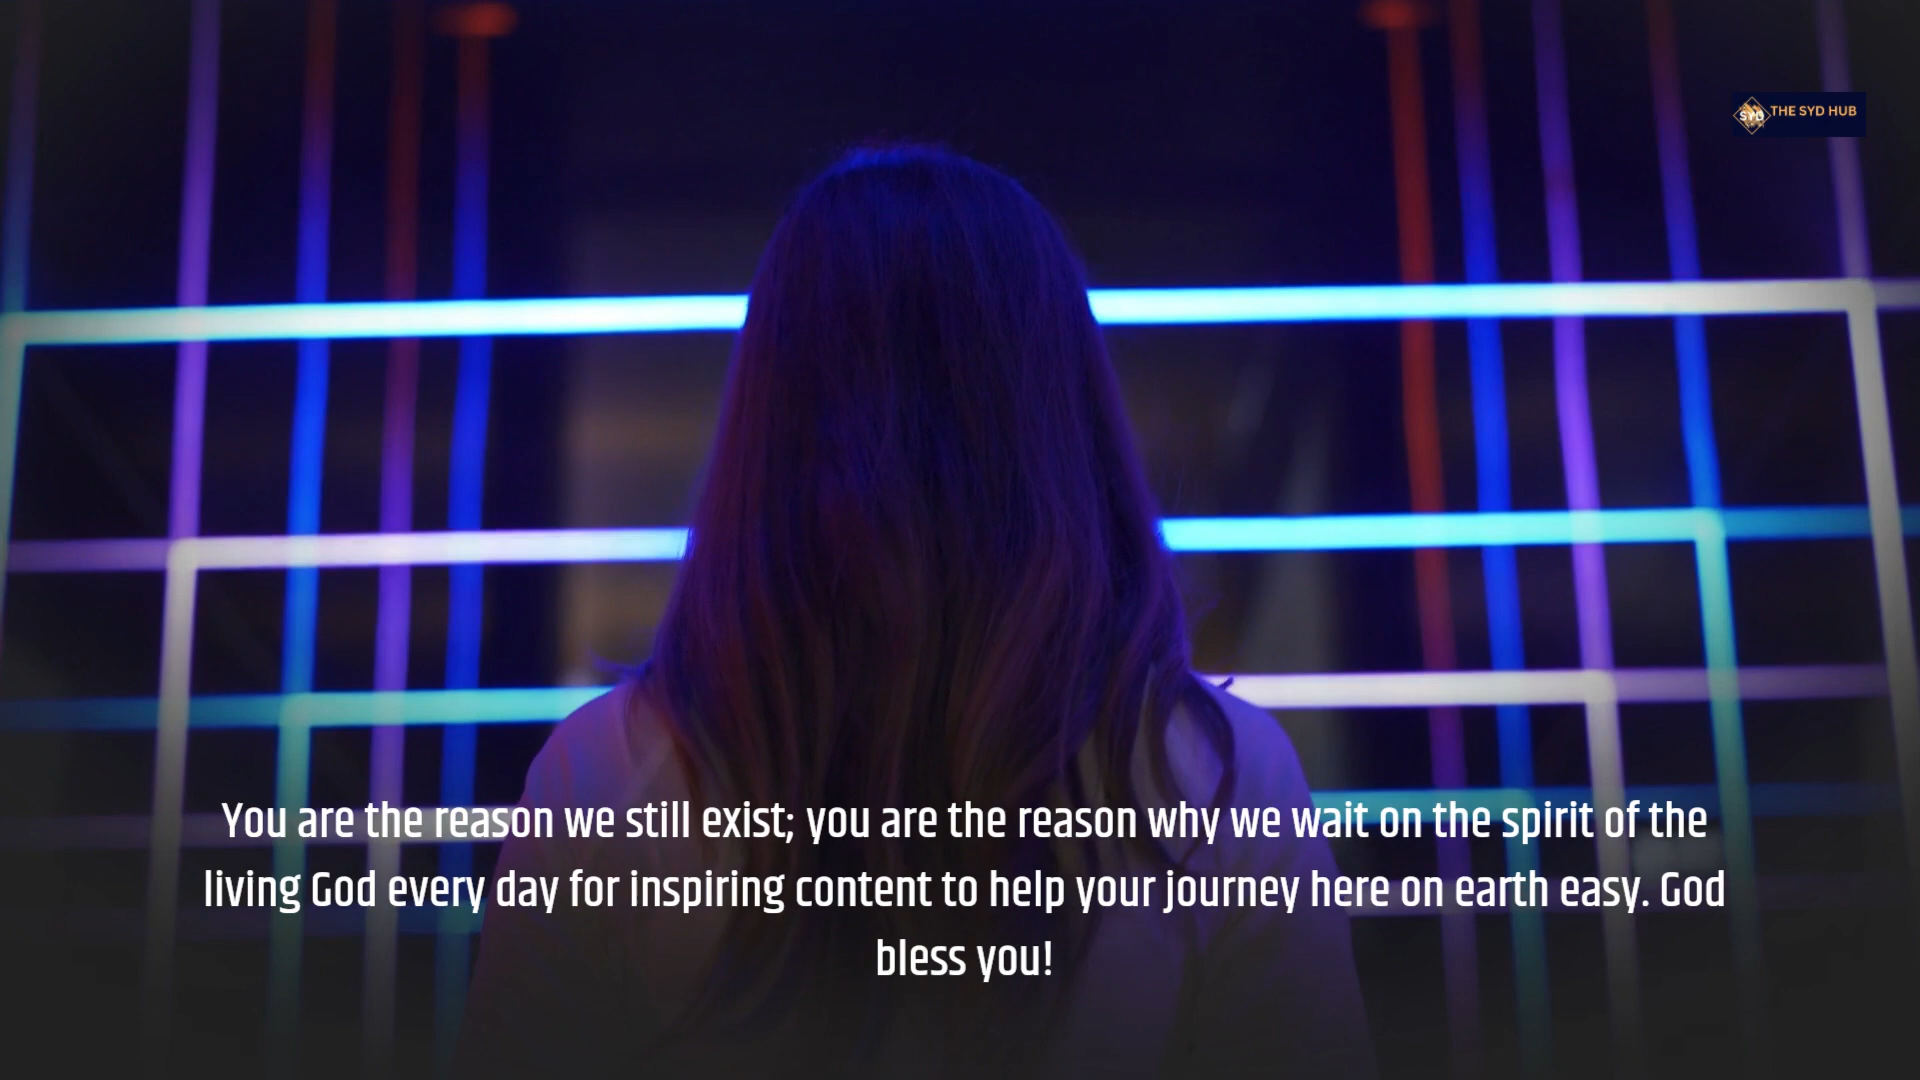 SYD THE SYD HUB
You are the reason we still exist; you are the reason why we wait on the spirit of the
living God every day for inspiring content to help your journey here on earth easy. God
bless you!